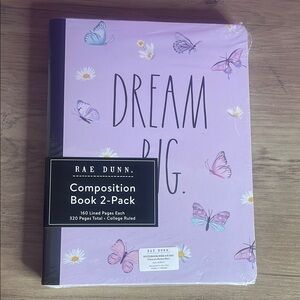 DREAM
BIG.
RAE DUNN.
Composition
Book 2-Pack
160 Lined Pages Each
320 Pages Total • College Ruled
RAE DUNN.